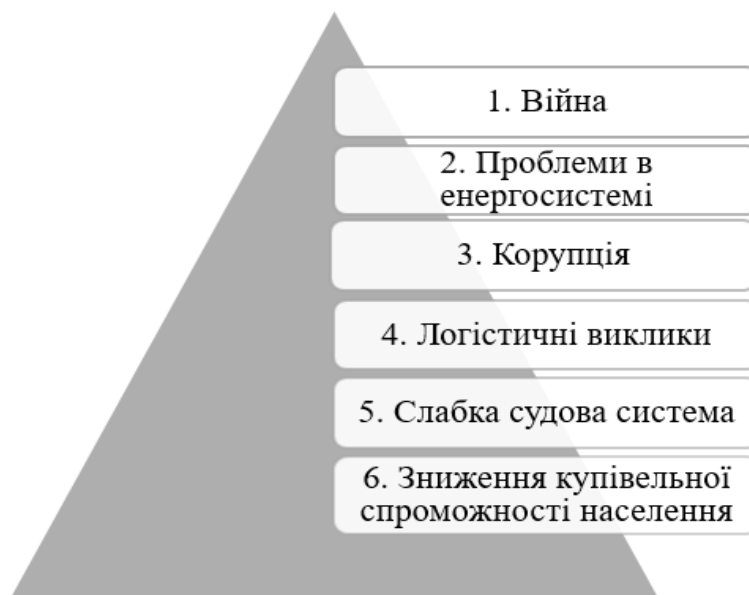 1. Війна
2. Проблеми в
енергосистемі
3. Корупція
4. Логістичні виклики
5. Слабка судова система
6. Зниження купівельної
спроможності населення